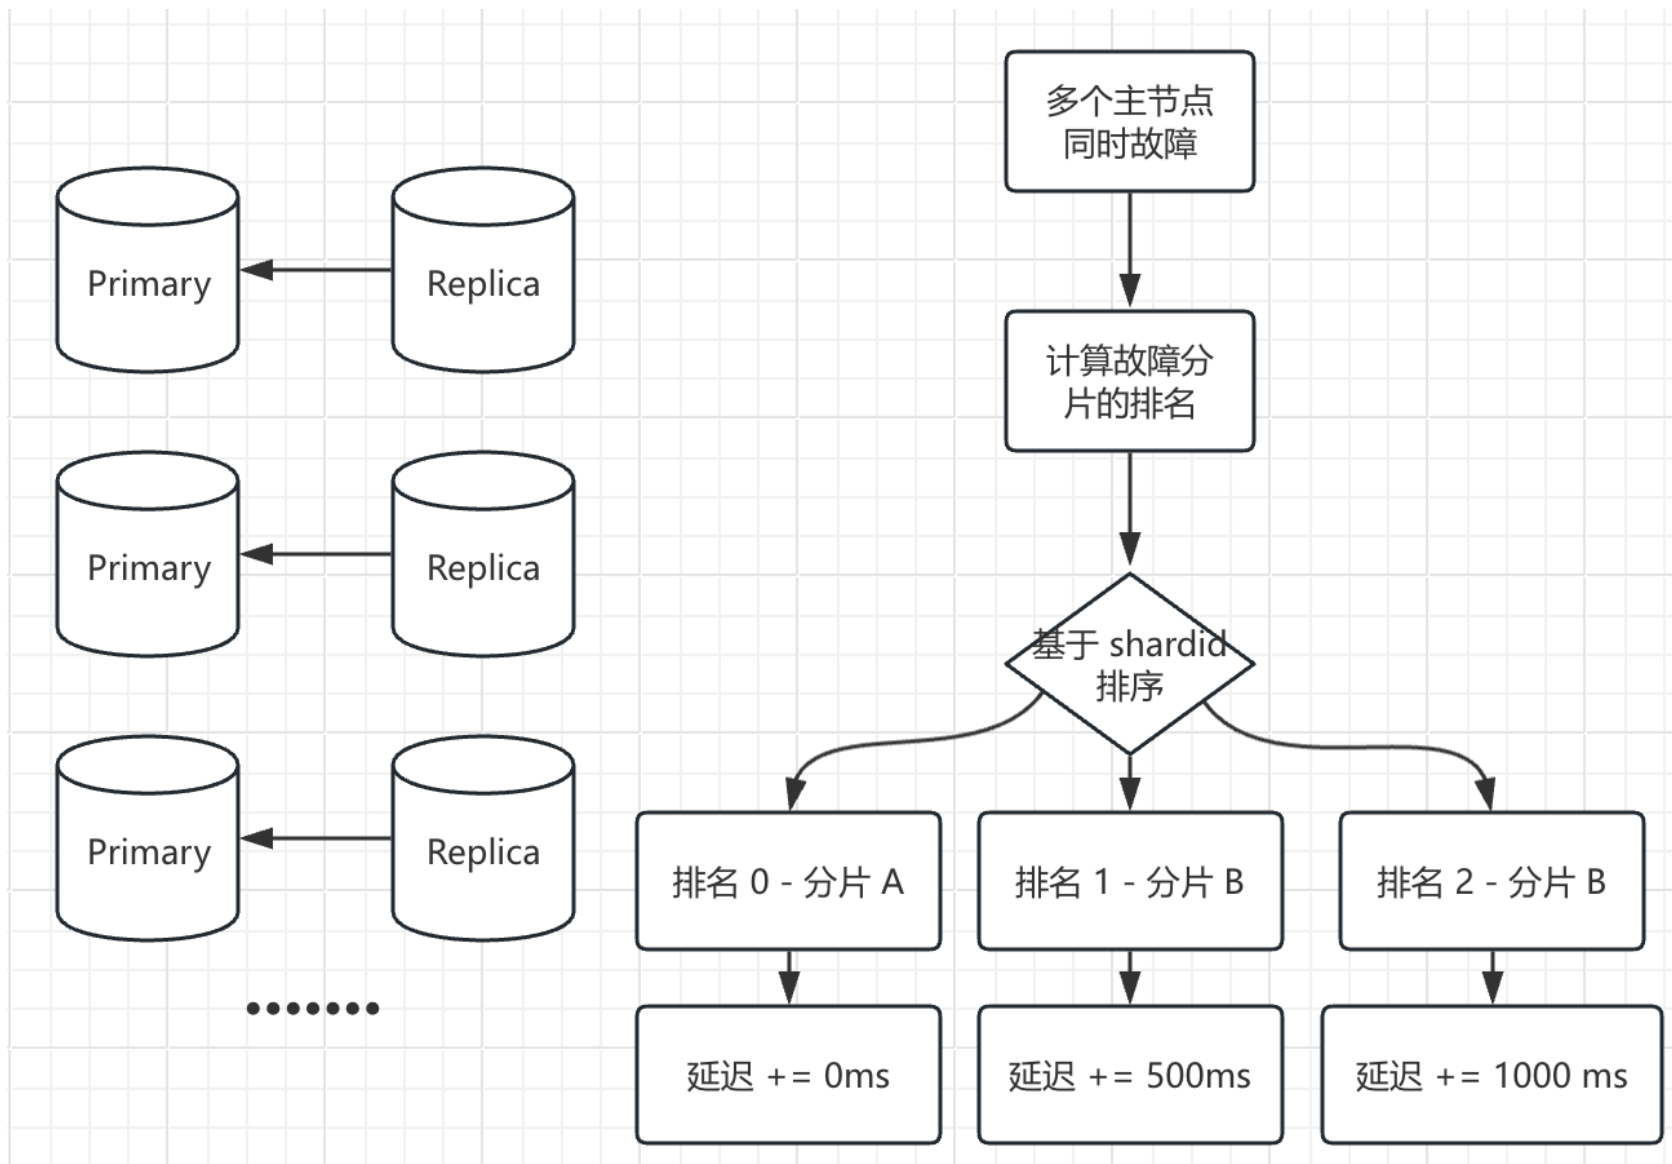 Primary
Replica
Primary
Replica
Primary
Replica
多个主节点
同时故障
计算故障分
片的排名
基于 shardid
排序
排名 0 - 分片 A
排名 1 - 分片 B
排名 2 - 分片 B
延迟 += 0ms
延迟 += 500ms
延迟 += 1000 ms